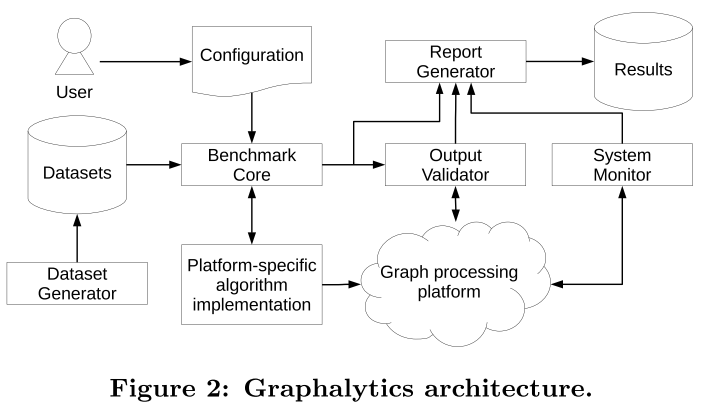 User
Configuration
Report
Generator
Results
Datasets
Benchmark
Core
Output
Validator
System
Monitor
Dataset
Generator
Platform-specific
algorithm
implementation
Graph processing
platform
Figure 2: Graphalytics architecture.